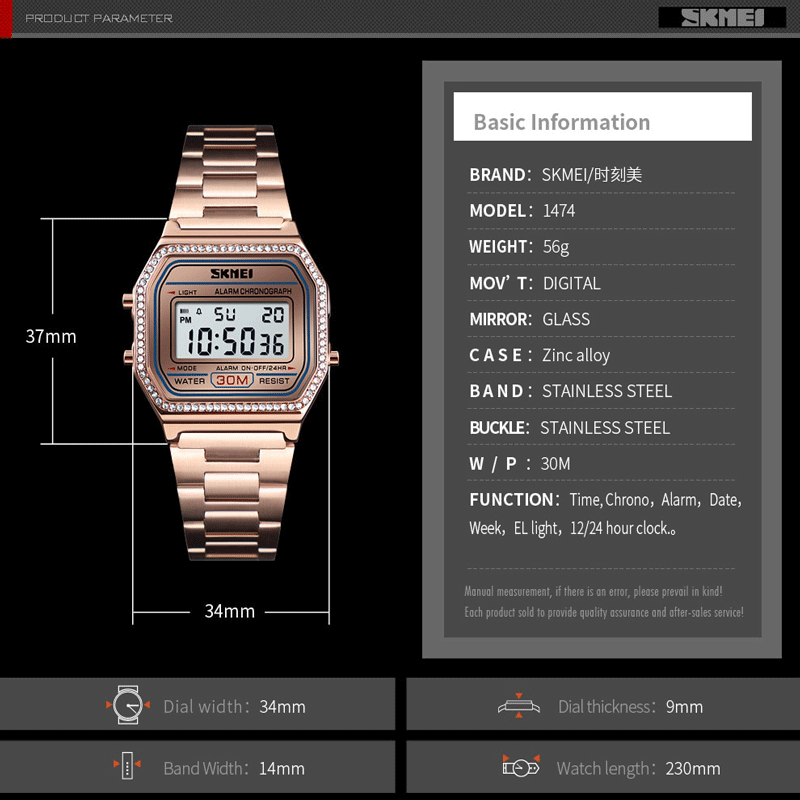 PRODUCT PARAMETER
SKMEI
Basic Information
BRAND: SKMEI/时刻美
MODEL: 1474
WEIGHT: 56g
MOV'T: DIGITAL
MIRROR: GLASS
CASE: Zinc alloy
BAND: STAINLESS STEEL
BUCKLE: STAINLESS STEEL
W/P: 30M
FUNCTION: Time, Chrono, Alarm, Date,
Week, EL light, 12/24 hour clock.。
Manual measurement, if there is an error, please prevail in kind!
Each product sold to provide quality assurance and after-sales service!
37mm
34mm
SKMEI
LIGHT ALARM CHRONOGRAPH
PM SU 20
10:50 36
MODE ALARM ON·OFF/24HR
WATER 30M RESIST
Dial width: 34mm
Dial thickness: 9mm
Band Width: 14mm
Watch length: 230mm